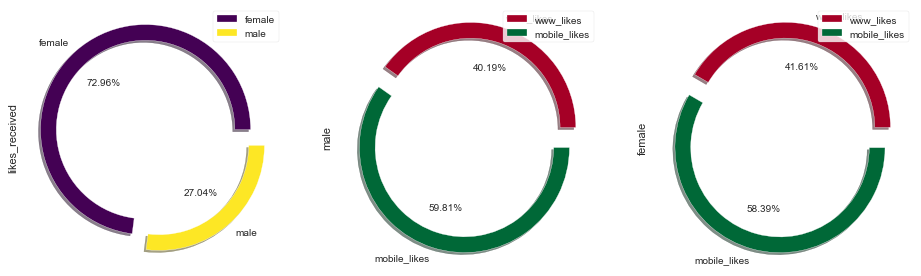 female
male
female
72.96%
27.04%
male
likes_received
www_likes
mobile_likes
40.19%
59.81%
mobile_likes
male
www_likes
mobile_likes
41.61%
58.39%
mobile_likes
female